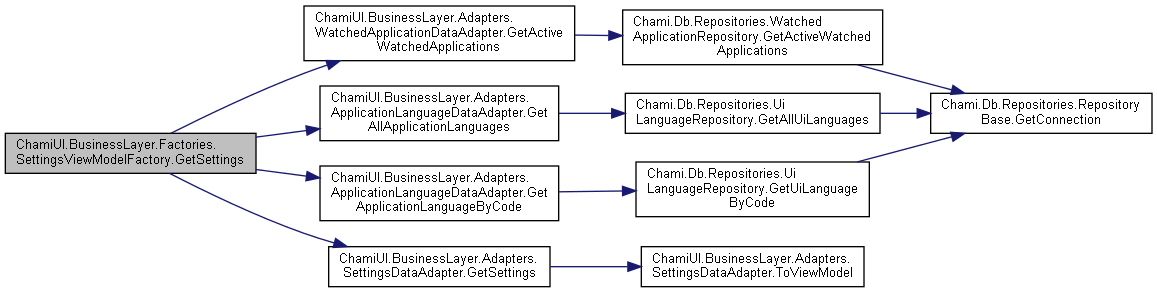 ChamiUI.BusinessLayer.Factories.
SettingsViewModelFactory.GetSettings
ChamiUI.BusinessLayer.Adapters.
WatchedApplicationDataAdapter.GetActive
WatchedApplications
Chami.Db.Repositories.Watched
ApplicationRepository.GetActiveWatched
Applications
Chami.Db.Repositories.Repository
Base.GetConnection
ChamiUI.BusinessLayer.Adapters.
ApplicationLanguageDataAdapter.Get
AllApplicationLanguages
Chami.Db.Repositories.Ui
LanguageRepository.GetAllUiLanguages
ChamiUI.BusinessLayer.Adapters.
ApplicationLanguageDataAdapter.Get
ApplicationLanguageByCode
Chami.Db.Repositories.Ui
LanguageRepository.GetUiLanguage
ByCode
ChamiUI.BusinessLayer.Adapters.
SettingsDataAdapter.GetSettings
ChamiUI.BusinessLayer.Adapters.
SettingsDataAdapter.ToViewModel